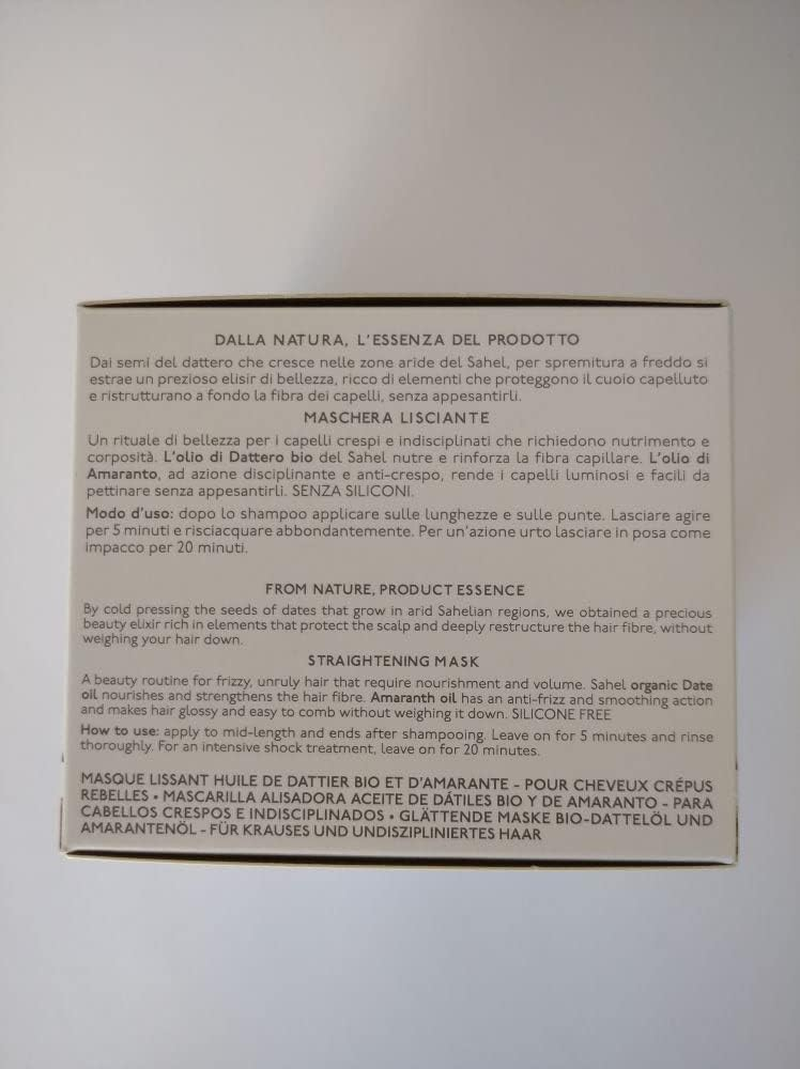 DALLA NATURA, L'ESSENZA DEL PRODOTTO
Dai semi del dattero che cresce nelle zone aride del Sahel, per spremitura a freddo si
estrae un prezioso elisir di bellezza, ricco di elementi che proteggono il cuoio capelluto
e ristrutturano a fondo la fibra dei capelli, senza appesantirli.
MASCHERA LISCIANTE
Un rituale di bellezza per i capelli crespi e indisciplinati che richiedono nutrimento e
corposità. L'olio di Dattero bio del Sahel nutre e rinforza la fibra capillare. L'olio di
Amaranto, ad azione disciplinante e anti-crespo, rende i capelli luminosi e facili da
pettinare senza appesantirli. SENZA SILICONI.
Modo d'uso: dopo lo shampoo applicare sulle lunghezze e sulle punte. Lasciare agire
per 5 minuti e risciacquare abbondantemente. Per un'azione urto lasciare in posa come
impacco per 20 minuti.
FROM NATURE, PRODUCT ESSENCE
By cold pressing the seeds of dates that grow in arid Sahelian regions, we obtained a precious
beauty elixir rich in elements that protect the scalp and deeply restructure the hair fibre, without
weighing your hair down.
STRAIGHTENING MASK
A beauty routine for frizzy, unruly hair that require nourishment and volume. Sahel organic Date
oil nourishes and strengthens the hair fibre. Amaranth oil has an anti-frizz and smoothing action
and makes hair glossy and easy to comb without weighing it down. SILICONE FREE
How to use: apply to mid-length and ends after shampooing. Leave on for 5 minutes and rinse
thoroughly. For an intensive shock treatment, leave on for 20 minutes.
MASQUE LISSANT HUILE DE DATTIER BIO ET D'AMARANTE - POUR CHEVEUX CRÉPUS
REBELLES • MASCARILLA ALISADORA ACEITE DE DÁTILES BIO Y DE AMARANTO - PARA
CABELLOS CRESPOS E INDISCIPLINADOS • GLÄTTENDE MASKE BIO-DATTELÖL UND
AMARANTENÖL - FÜR KRAUSES UND UNDISZIPLINIERTES HAAR